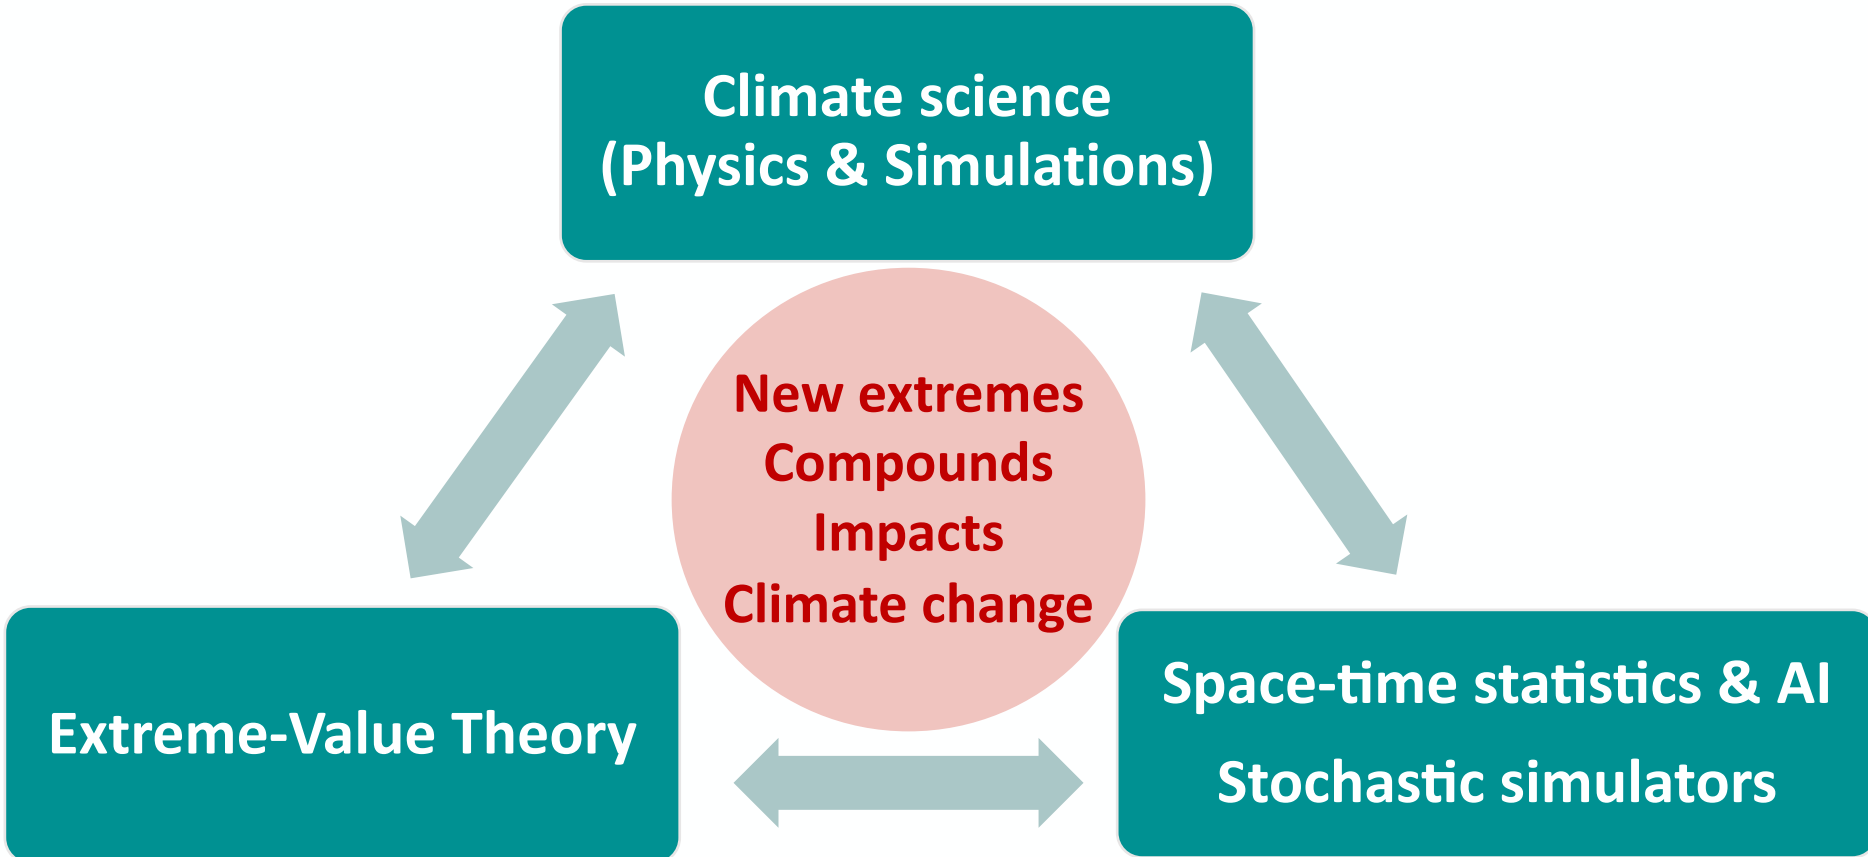 Climate science
(Physics & Simulations)
New extremes
Compounds
Impacts
Climate change
Extreme-Value Theory
Space-time statistics & AI
Stochastic simulators